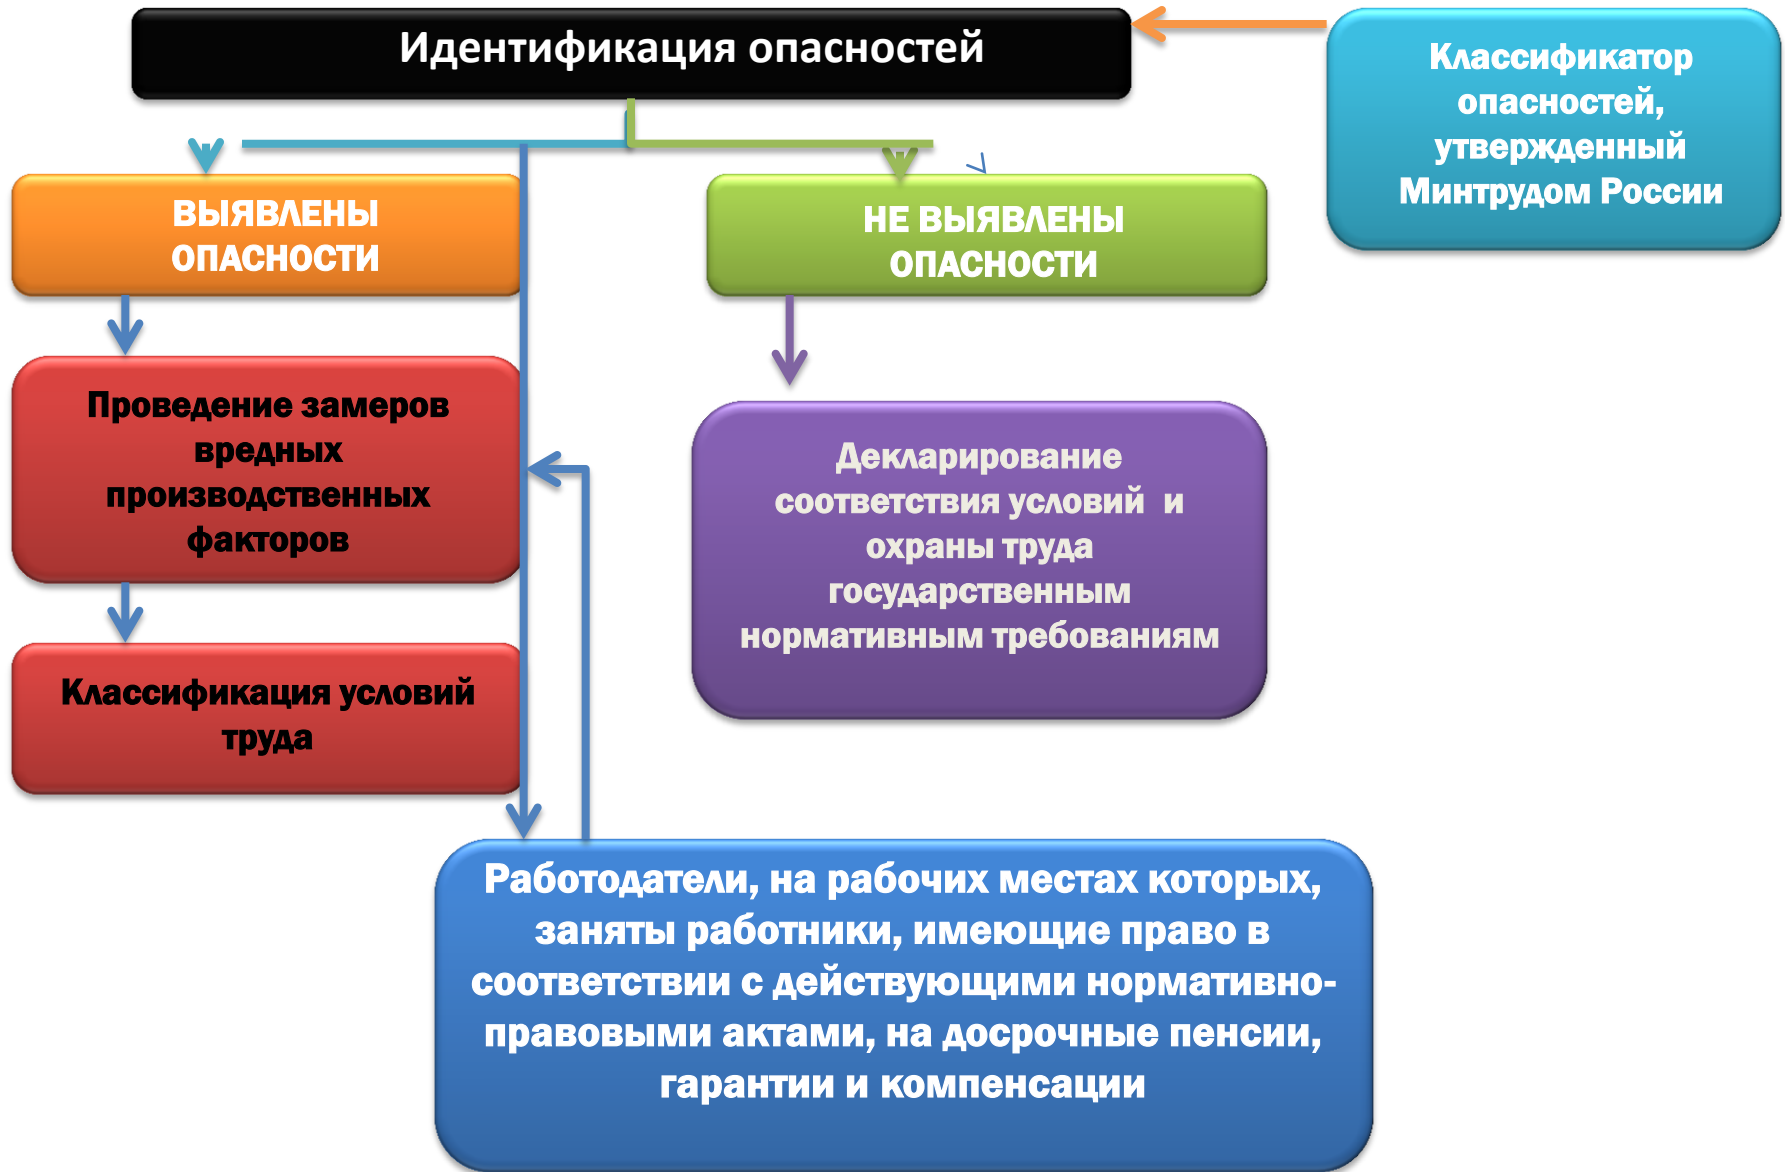 Идентификация опасностей
Классификатор
опасностей,
утвержденный
Минтрудом России
ВЫЯВЛЕНЫ
ОПАСНОСТИ
НЕ ВЫЯВЛЕНЫ
ОПАСНОСТИ
Проведение замеров
вредных
производственных
факторов
Декларирование
соответствия условий и
охраны труда
государственным
нормативным требованиям
Классификация условий
труда
Работодатели, на рабочих местах которых,
заняты работники, имеющие право в
соответствии с действующими нормативно-
правовыми актами, на досрочные пенсии,
гарантии и компенсации